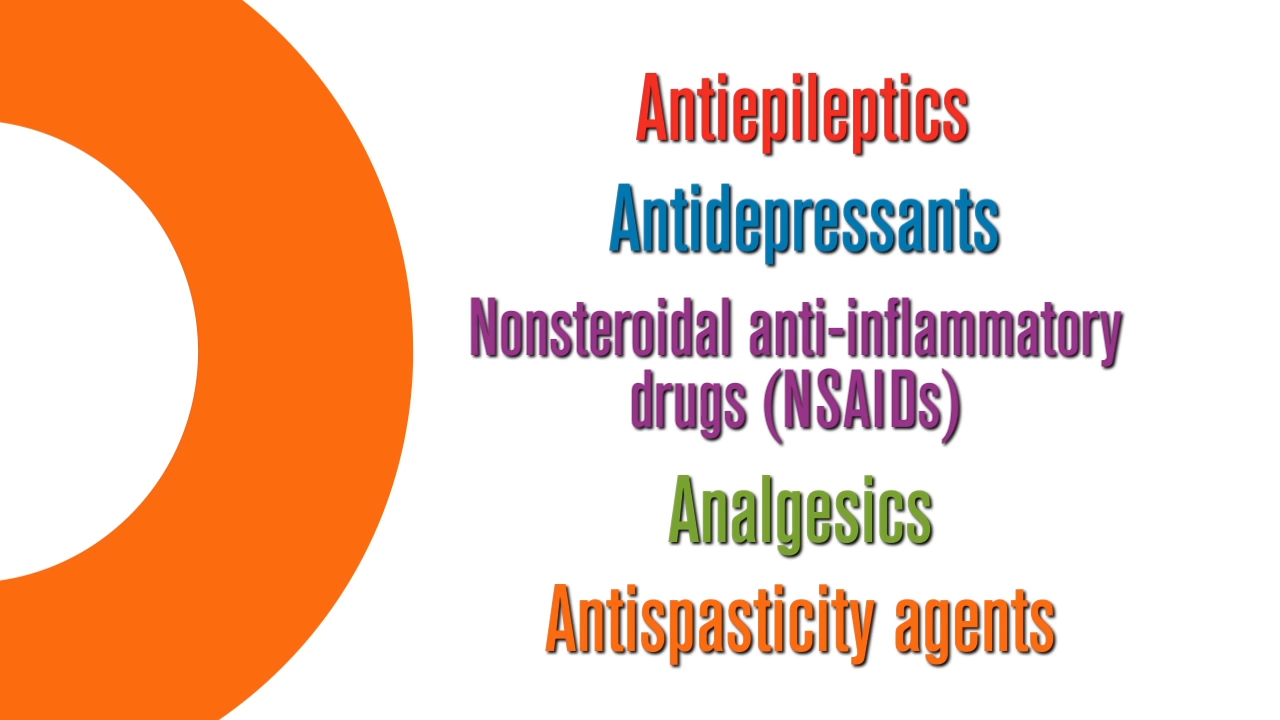 Antiepileptics
Antidepressants
Nonsteroidal anti-inflammatory
drugs (NSAIDs)
Analgesics
Antispasticity agents